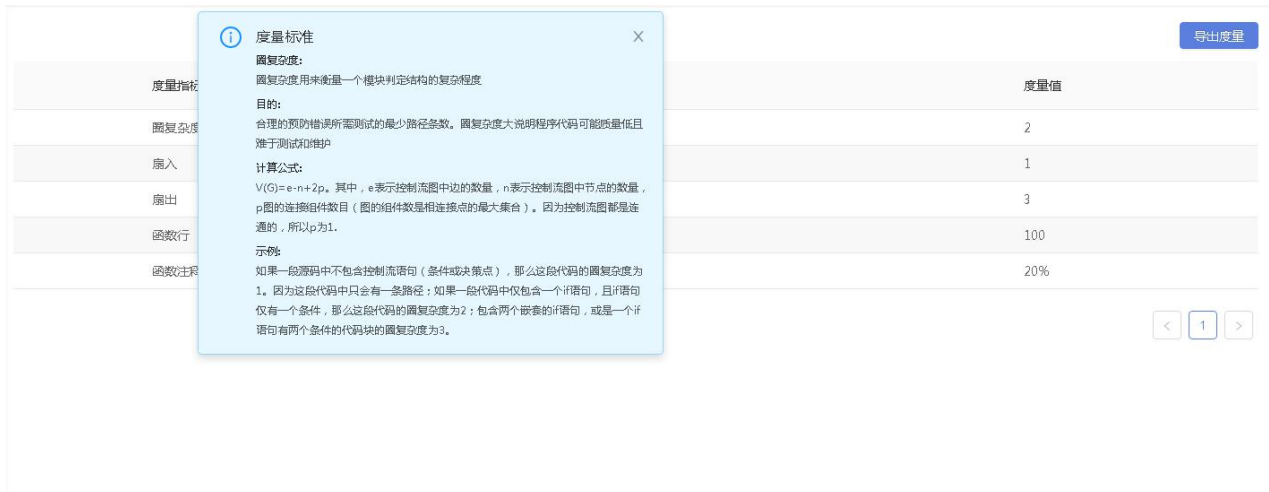 度量标准
导出度量
圈复杂度:
圈复杂度用来衡量一个模块判定结构的复杂程度
度量指标
度量值
目的:
合理的预防错误所需测试的最少路径条数。圈复杂度大说明程序代码可能质量低且
难于测试和维护
圈复杂度
2
计算公式:
扇入
1
V(G)=e-n+2p。其中，e表示控制流图中边的数量，n表示控制流图中节点的数量，
p图的连接组件数目（图的组件数是相连接点的最大集合）。因为控制流图都是连
通的，所以p为1.
扇出
3
函数行
100
示例:
如果一段源码中不包含控制流语句（条件或决策点），那么这段代码的圈复杂度为
1。因为这段代码中只会有一条路径；如果一段代码中仅包含一个if语句，且if语句
仅有一个条件，那么这段代码的圈复杂度为2；包含两个嵌套的if语句，或是一个if
语句有两个条件的代码块的圈复杂度为3。
函数注释
20%
< 1 >